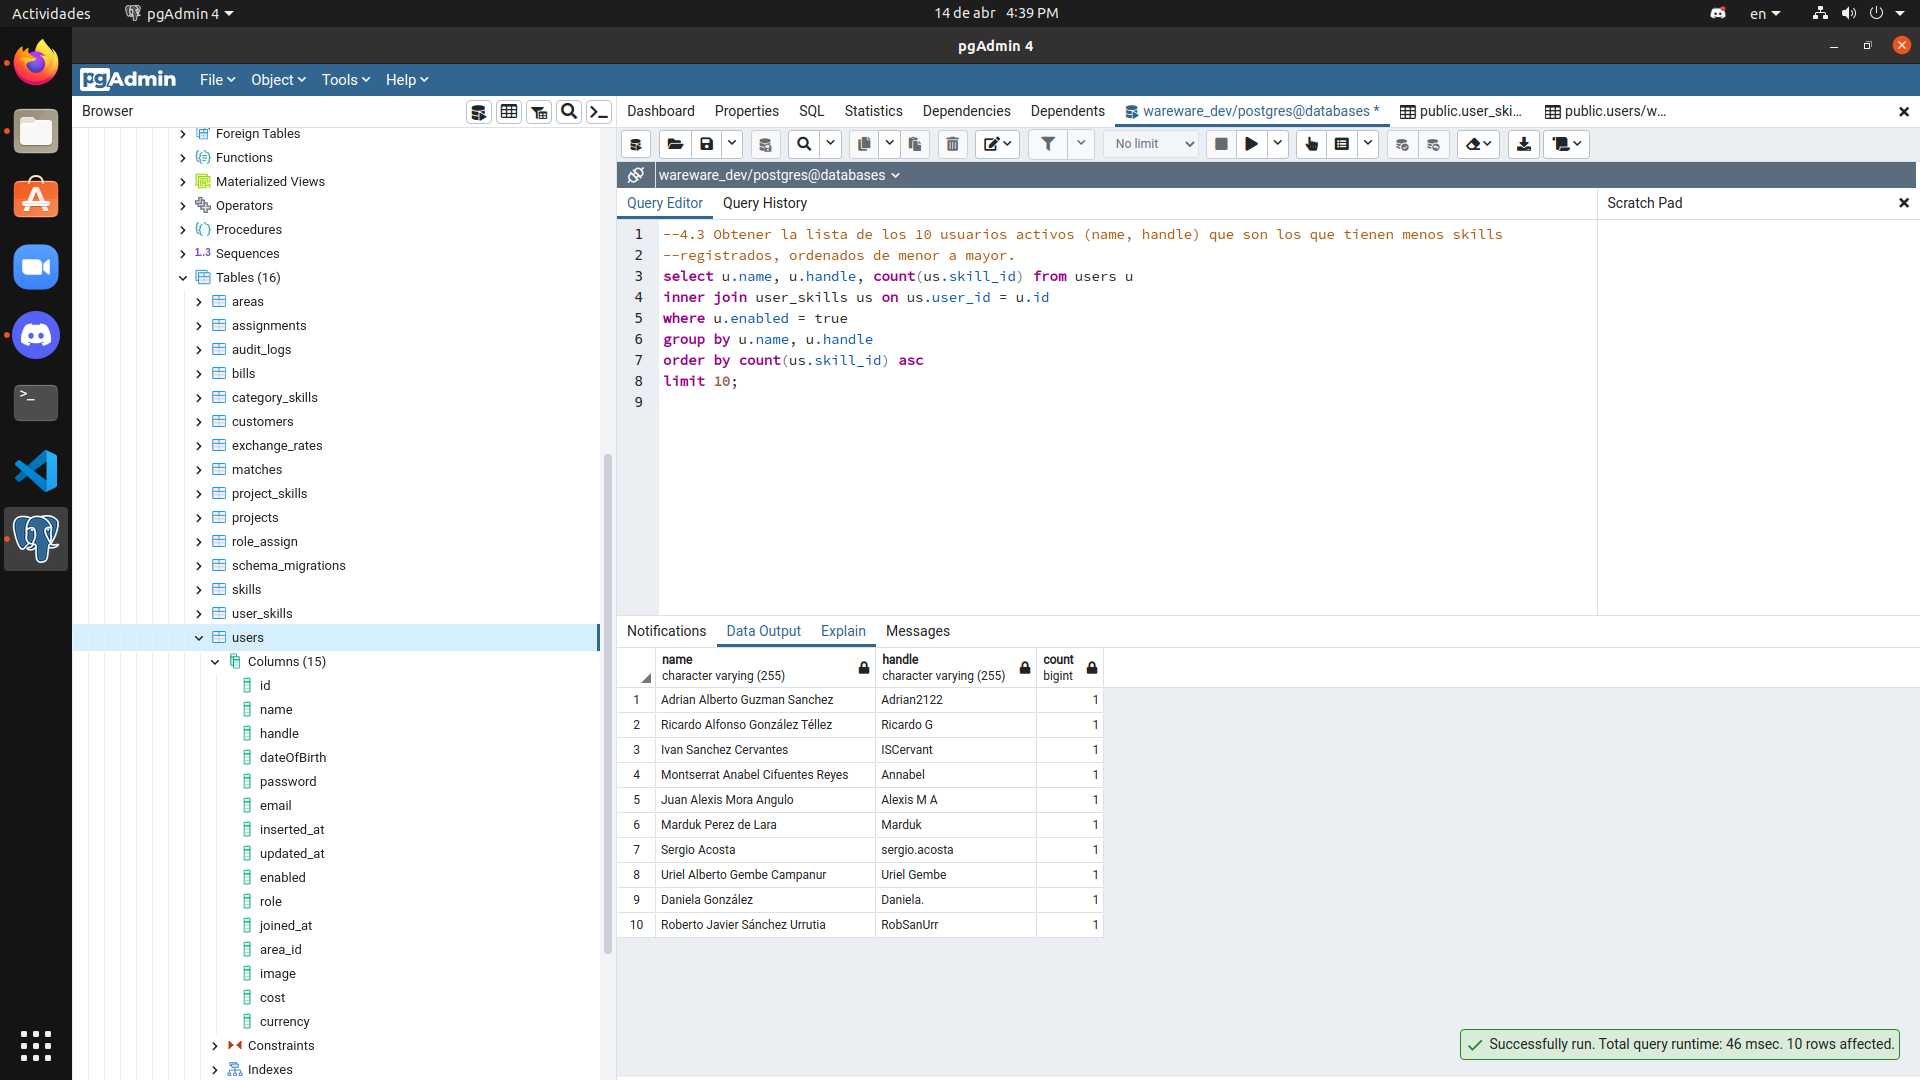 Actividades
pgAdmin 4
14 de abr 4:39 PM
en
pgAdmin 4
pgAdmin
File Object Tools Help
Browser
Dashboard Properties SQL Statistics Dependencies Dependents wareware_dev/postgres@databases * public.user_ski... public.users/w...
No limit
wareware_dev/postgres@databases
Query Editor Query History
Scratch Pad
Foreign Tables
Functions
Materialized Views
Operators
Procedures
1..3 Sequences
Tables (16)
areas
assignments
audit_logs
bills
category_skills
customers
exchange_rates
matches
project_skills
projects
role_assign
schema_migrations
skills
user_skills
users
Columns (15)
id
name
handle
dateOfBirth
password
email
inserted_at
updated_at
enabled
role
joined_at
area_id
image
cost
currency
Constraints
Indexes
1 --4.3 Obtener la lista de los 10 usuarios activos (name, handle) que son los que tienen menos skills
2 --registrados, ordenados de menor a mayor.
3 select u.name, u.handle, count(us.skill_id) from users u
4 inner join user_skills us on us.user_id = u.id
5 where u.enabled = true
6 group by u.name, u.handle
7 order by count(us.skill_id) asc
8 limit 10;
9
Notifications Data Output Explain Messages
name handle count
character varying (255) character varying (255) bigint
1 Adrian Alberto Guzman Sanchez Adrian2122 1
2 Ricardo Alfonso González Téllez Ricardo G 1
3 Ivan Sanchez Cervantes ISCervant 1
4 Montserrat Anabel Cifuentes Reyes Annabel 1
5 Juan Alexis Mora Angulo Alexis M A 1
6 Marduk Perez de Lara Marduk 1
7 Sergio Acosta sergio.acosta 1
8 Uriel Alberto Gembe Campanur Uriel Gembe 1
9 Daniela González Daniela. 1
10 Roberto Javier Sánchez Urrutia RobSanUrr 1
Successfully run. Total query runtime: 46 msec. 10 rows affected.